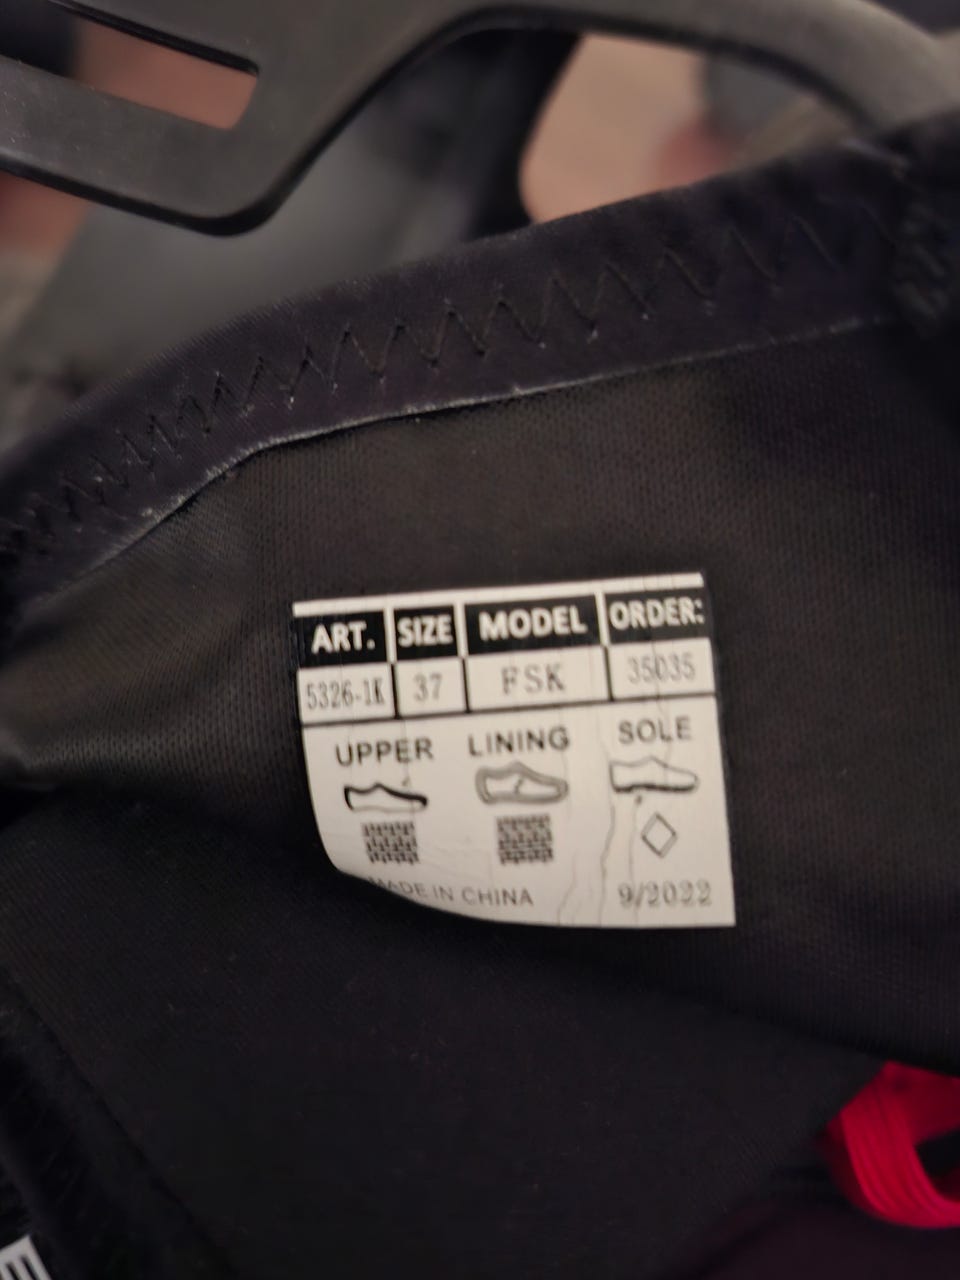 ART. SIZE MODEL ORDER:
5326-1K 37 FSK 35035
UPPER LINING SOLE
MADE IN CHINA 9/2022
E